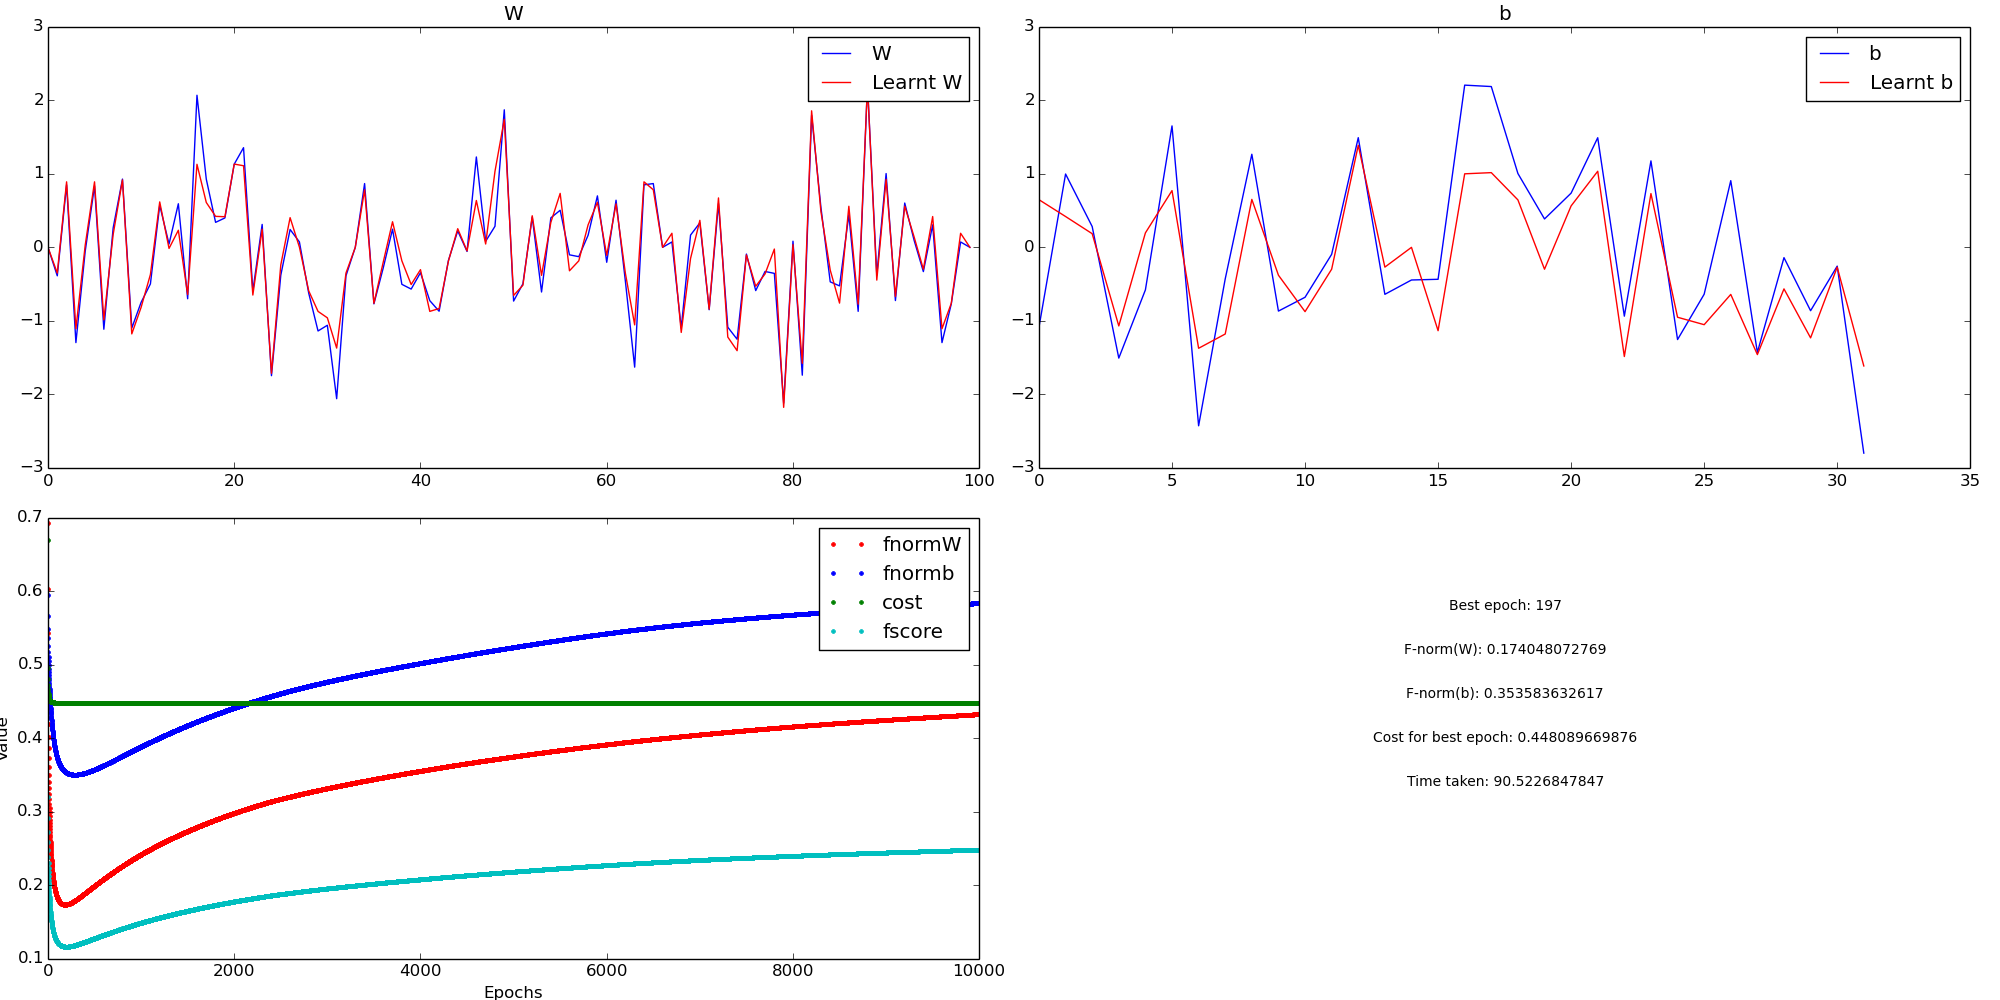 W
3
2
1
0
−1
−2
−3
0 20 40 60 80 100
W
Learnt W
b
3
2
1
0
−1
−2
−3
0 5 10 15 20 25 30 35
b
Learnt b
0.7
0.6
0.5
0.4
0.3
0.2
0.1
0 2000 4000 6000 8000 10000
Epochs
Value
fnormW
fnormb
cost
fscore
Best epoch: 197
F-norm(W): 0.174048072769
F-norm(b): 0.353583632617
Cost for best epoch: 0.448089669876
Time taken: 90.5226847847